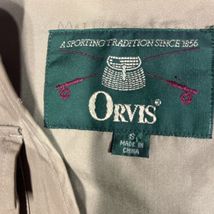 A SPORTING TRADITION SINCE 1856
ORVIS®
S
MADE IN
CHINA